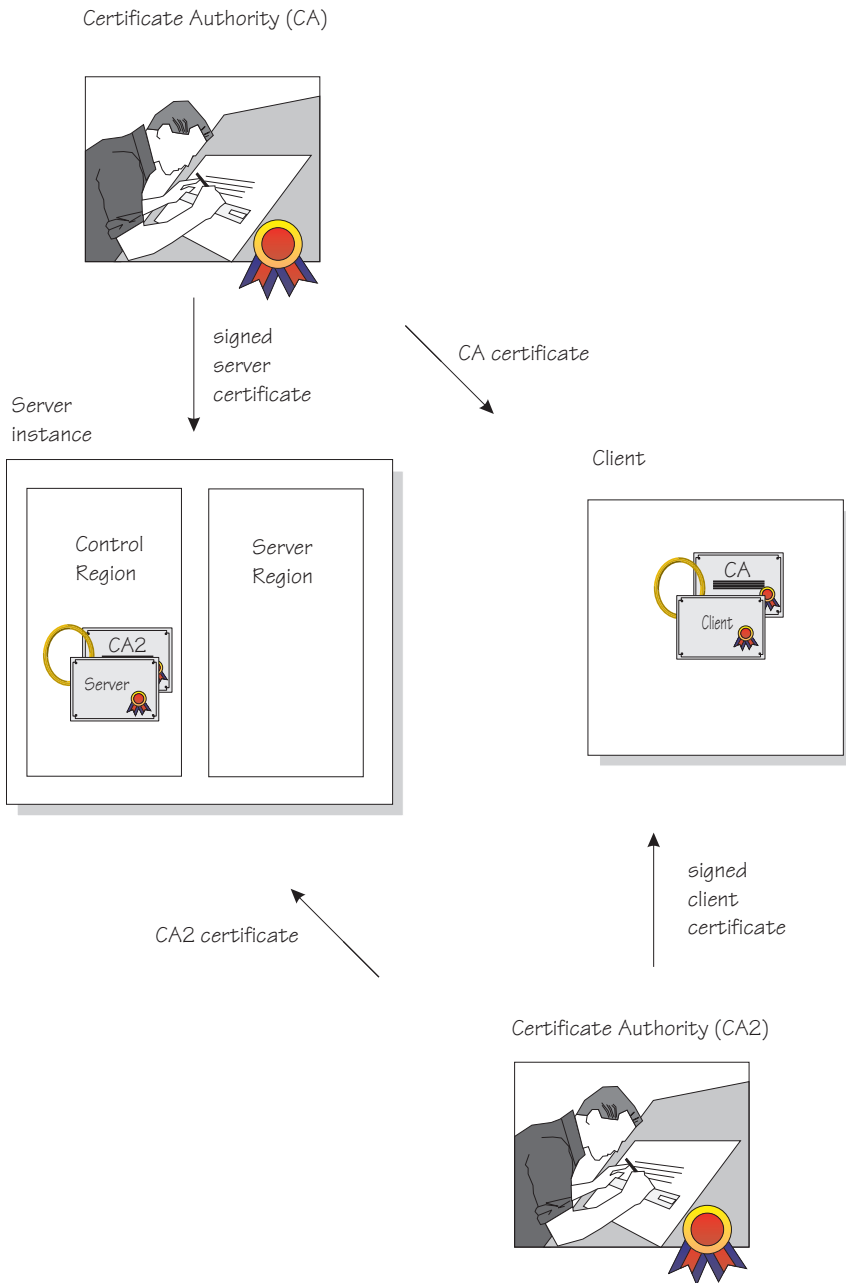 Certificate Authority (CA)
signed
server
certificate
CA certificate
Server
instance
Client
Control
Region
Server
Region
CA
Client
CA2
Server
signed
client
certificate
CA2 certificate
Certificate Authority (CA2)